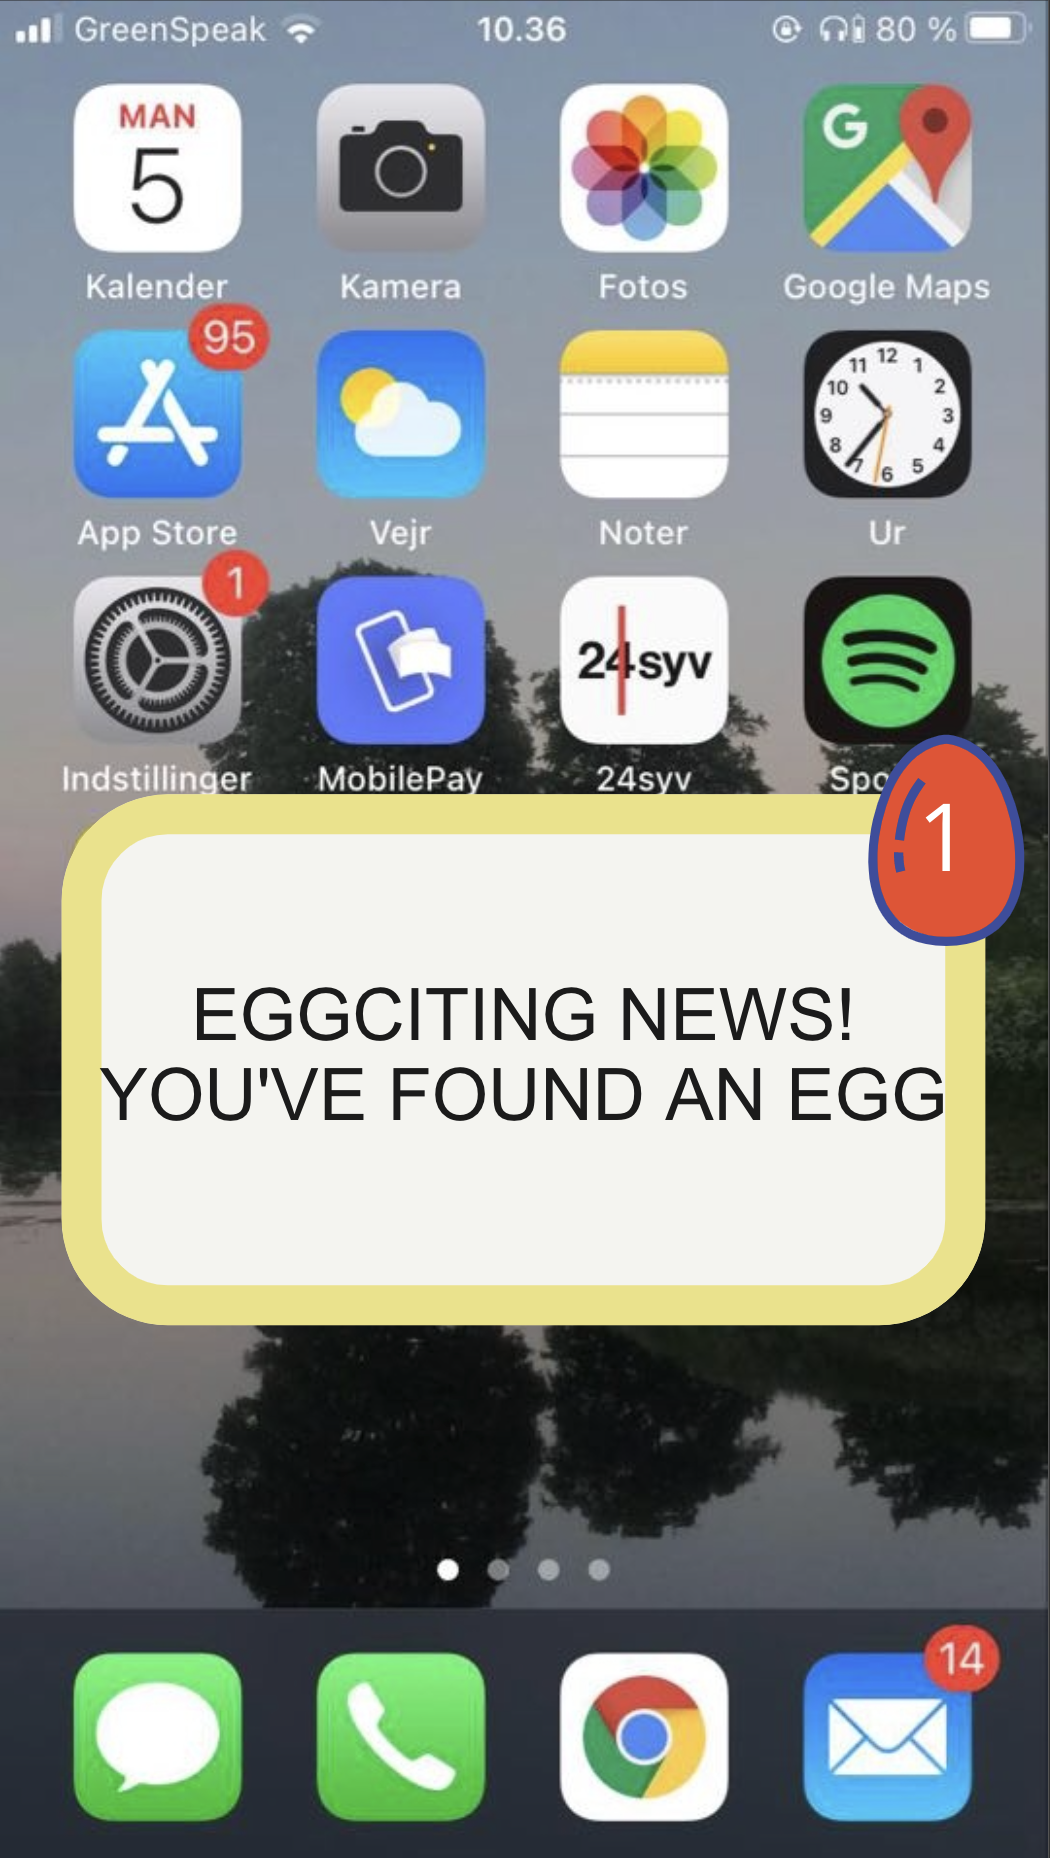 GreenSpeak 10.36 80 %
MAN
5
G
Kalender Kamera Fotos Google Maps
95
12
11 1
10 2
9 3
8 4
7 6 5
App Store Vejr Noter Ur
1
24syv
Indstillinger MobilePay 24syv Spo
1
EGGCITING NEWS!
YOU'VE FOUND AN EGG
14